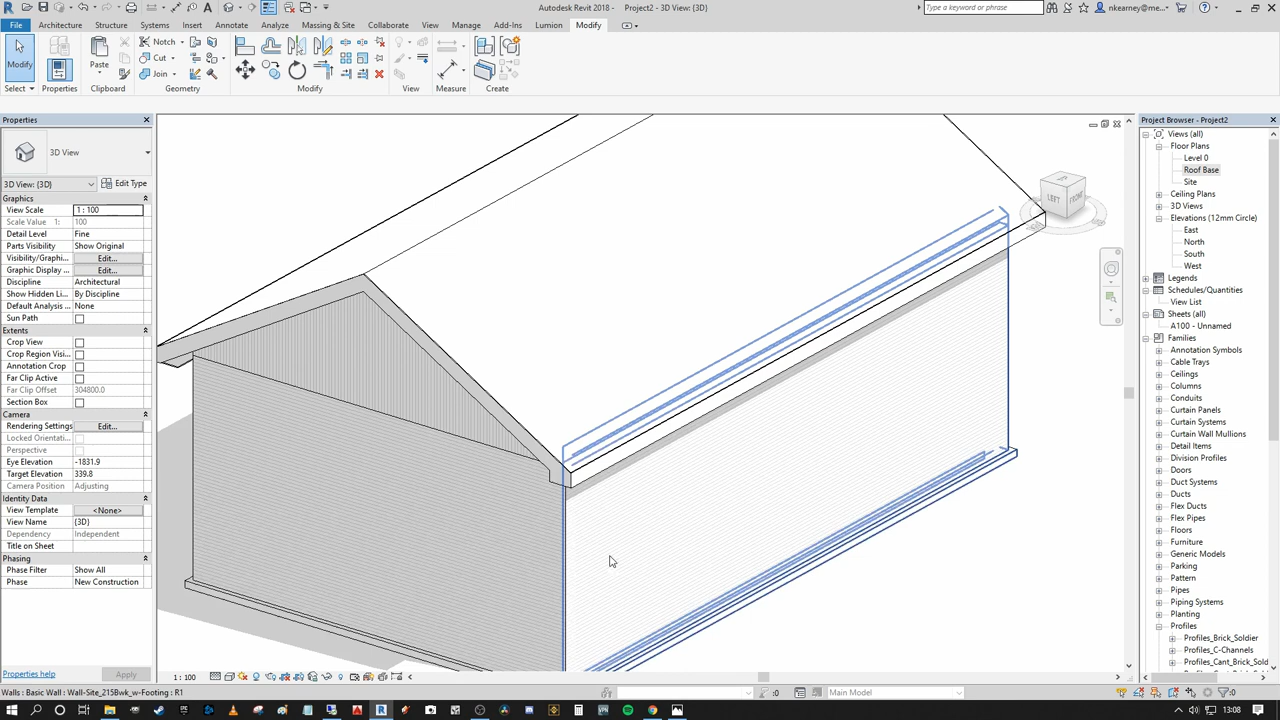 Autodesk Revit 2018 - Project2 - 3D View: {3D}
Type a keyword or phrase
nkearney@me...
File Architecture Structure Systems Insert Annotate Analyze Massing & Site Collaborate View Manage Add-Ins Lumion Modify
Modify
Paste
Notch
Cut
Join
Select Properties Clipboard Geometry Modify View Measure Create
Properties
3D View
3D View: {3D}
Edit Type
Graphics
View Scale 1 : 100
Scale Value 1: 100
Detail Level Fine
Parts Visibility Show Original
Visibility/Graphi... Edit...
Graphic Display ... Edit...
Discipline Architectural
Show Hidden Li... By Discipline
Default Analysis ... None
Sun Path
Extents
Crop View
Crop Region Visi...
Annotation Crop
Far Clip Active
Far Clip Offset 304800.0
Section Box
Camera
Rendering Settings Edit...
Locked Orientati...
Perspective
Eye Elevation -1831.9
Target Elevation 339.8
Camera Position Adjusting
Identity Data
View Template <None>
View Name {3D}
Dependency Independent
Title on Sheet
Phasing
Phase Filter Show All
Phase New Construction
Properties help
Apply
LEFT FRONT
Project Browser - Project2
Views (all)
Floor Plans
Level 0
Roof Base
Site
Ceiling Plans
3D Views
Elevations (12mm Circle)
East
North
South
West
Legends
Schedules/Quantities
View List
Sheets (all)
A100 - Unnamed
Families
Annotation Symbols
Cable Trays
Ceilings
Columns
Conduits
Curtain Panels
Curtain Systems
Curtain Wall Mullions
Detail Items
Division Profiles
Doors
Duct Systems
Ducts
Flex Ducts
Flex Pipes
Floors
Furniture
Generic Models
Parking
Pattern
Pipes
Piping Systems
Planting
Profiles
Profiles_Brick_Soldier
Profiles_C-Channels
Profiles_Cant_Brick_Sold
1 : 100
Walls : Basic Wall : Wall-Site_215Bwk_w-Footing : R1
:0
Main Model
:0
13:08